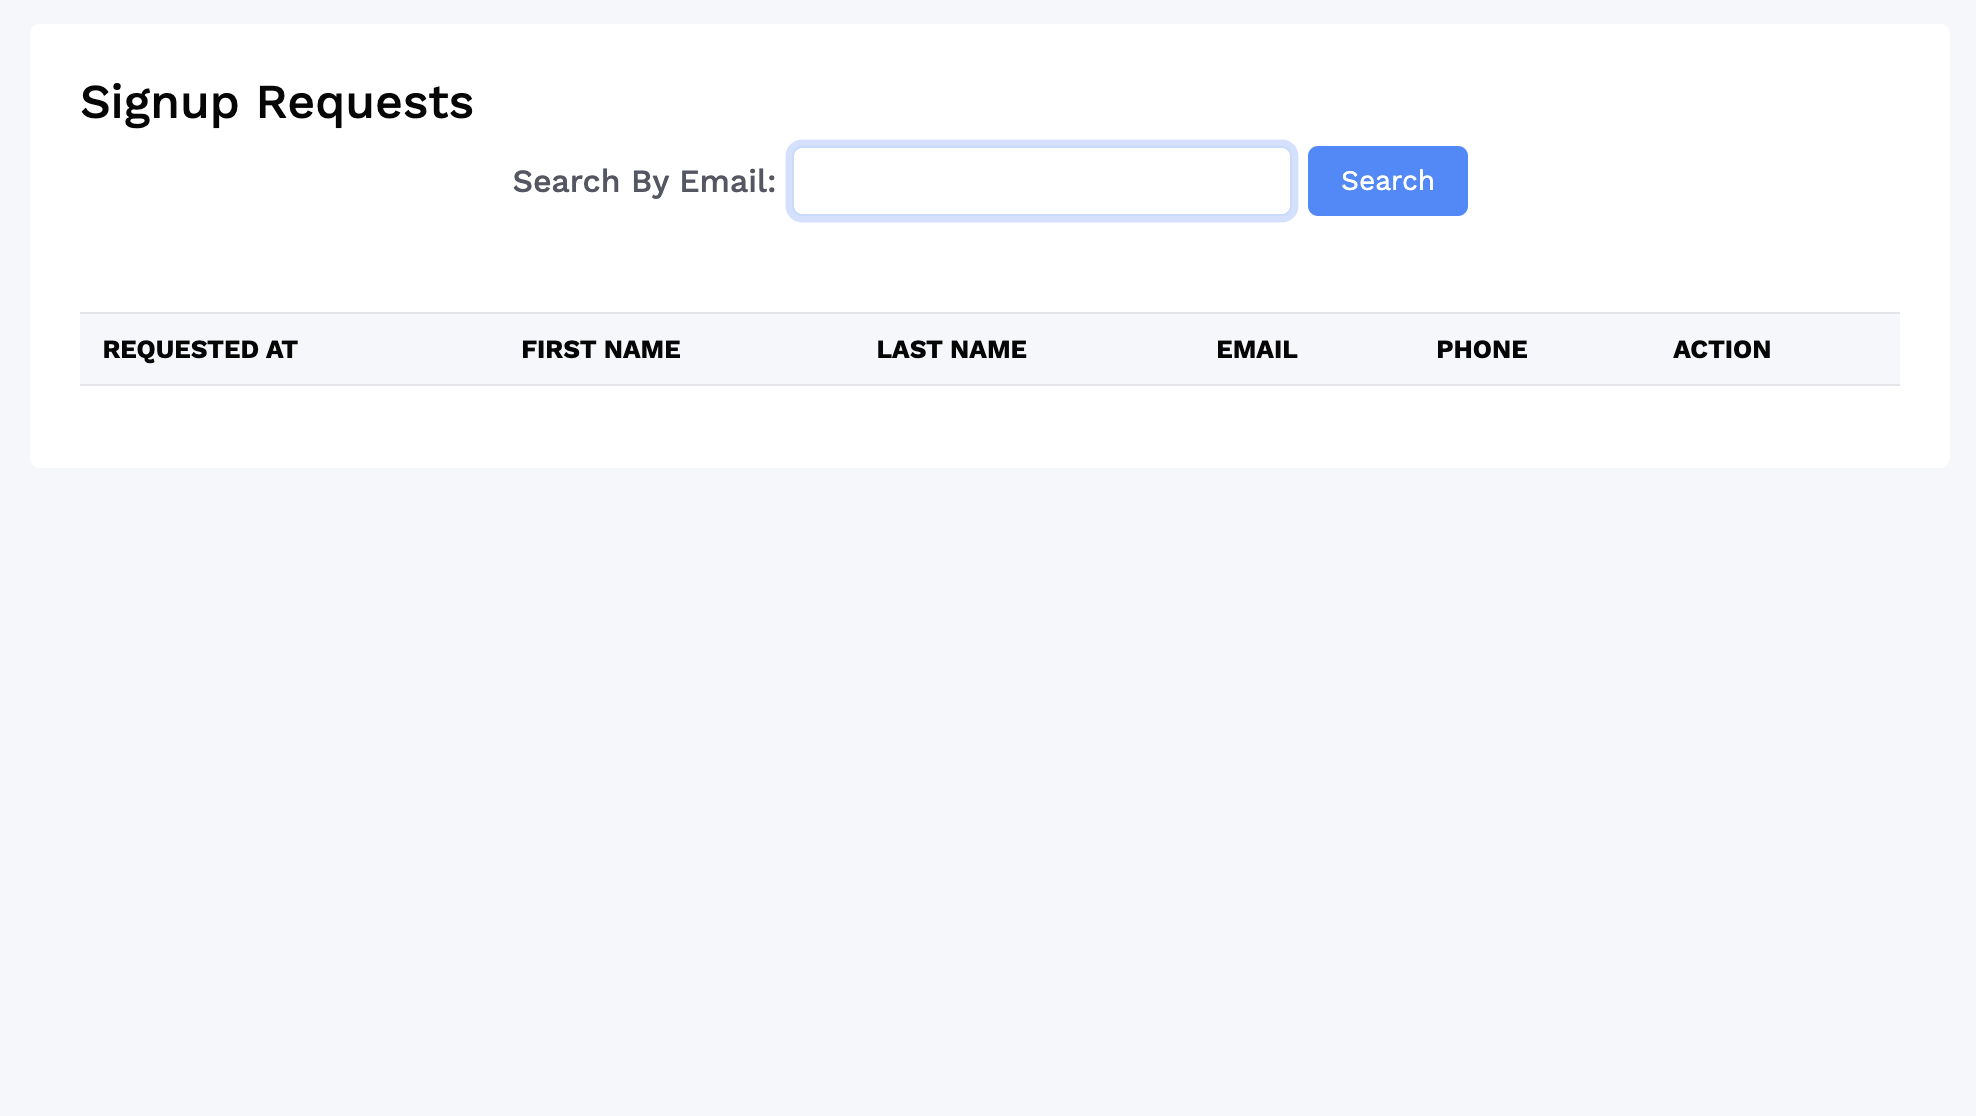 Signup Requests
Search By Email: Search
REQUESTED AT FIRST NAME LAST NAME EMAIL PHONE ACTION